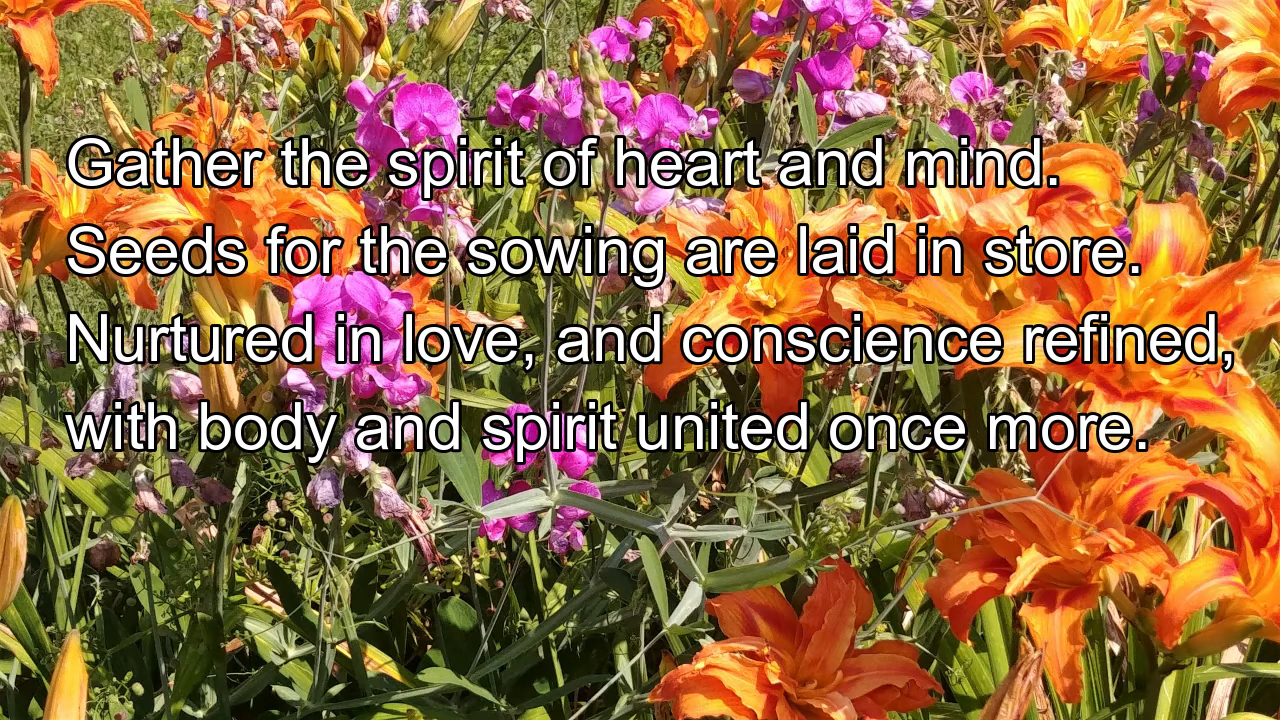 Gather the spirit of heart and mind.
Seeds for the sowing are laid in store.
Nurtured in love, and conscience refined,
with body and spirit united once more.